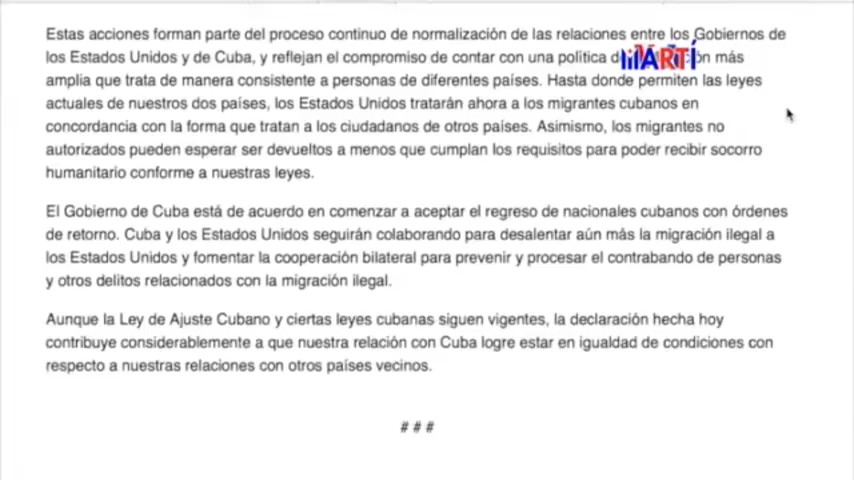 Estas acciones forman parte del proceso continuo de normalización de las relaciones entre los Gobiernos de
los Estados Unidos y de Cuba, y reflejan el compromiso de contar con una política más
MARTÍ
amplia que trata de manera consistente a personas de diferentes países. Hasta donde permiten las leyes
actuales de nuestros dos países, los Estados Unidos tratarán ahora a los migrantes cubanos en
concordancia con la forma que tratan a los ciudadanos de otros países. Asimismo, los migrantes no
autorizados pueden esperar ser devueltos a menos que cumplan los requisitos para poder recibir socorro
humanitario conforme a nuestras leyes.
El Gobierno de Cuba está de acuerdo en comenzar a aceptar el regreso de nacionales cubanos con órdenes
de retorno. Cuba y los Estados Unidos seguirán colaborando para desalentar aún más la migración ilegal a
los Estados Unidos y fomentar la cooperación bilateral para prevenir y procesar el contrabando de personas
y otros delitos relacionados con la migración ilegal.
Aunque la Ley de Ajuste Cubano y ciertas leyes cubanas siguen vigentes, la declaración hecha hoy
contribuye considerablemente a que nuestra relación con Cuba logre estar en igualdad de condiciones con
respecto a nuestras relaciones con otros países vecinos.
# # #